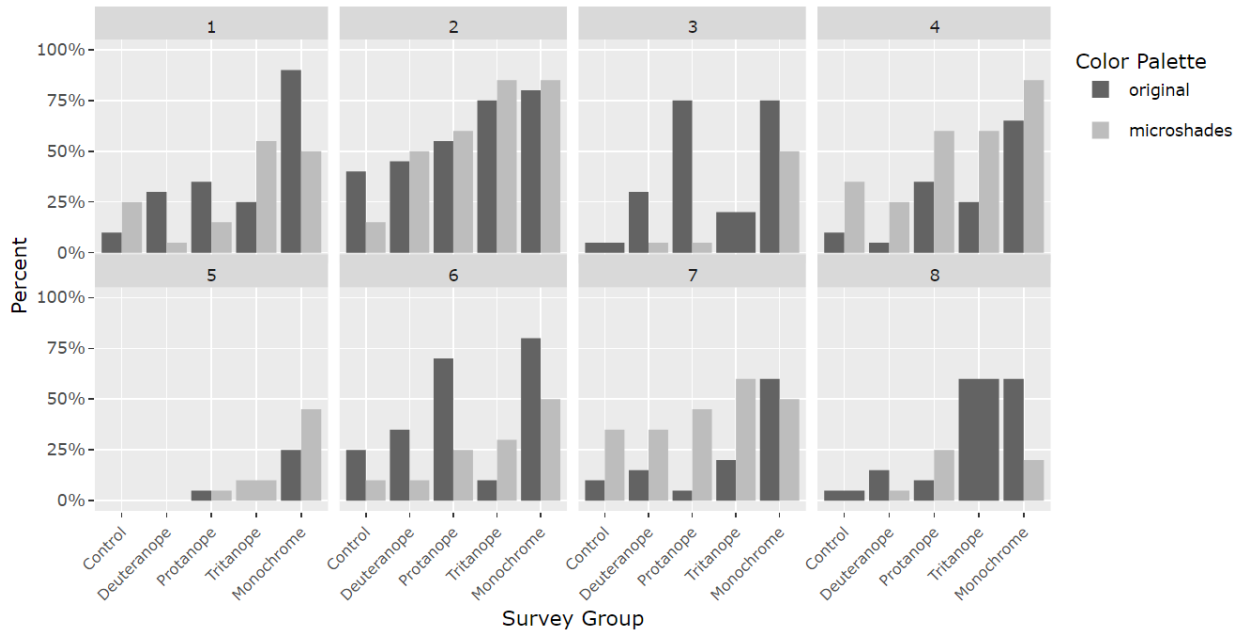 1 2 3 4
Color Palette
original
microshades
100%
75%
50%
25%
0%
Percent
5 6 7 8
100%
75%
50%
25%
0%
Control Deuteranope Protanope Tritanope Monochrome Control Deuteranope Protanope Tritanope Monochrome Control Deuteranope Protanope Tritanope Monochrome Control Deuteranope Protanope Tritanope Monochrome
Survey Group